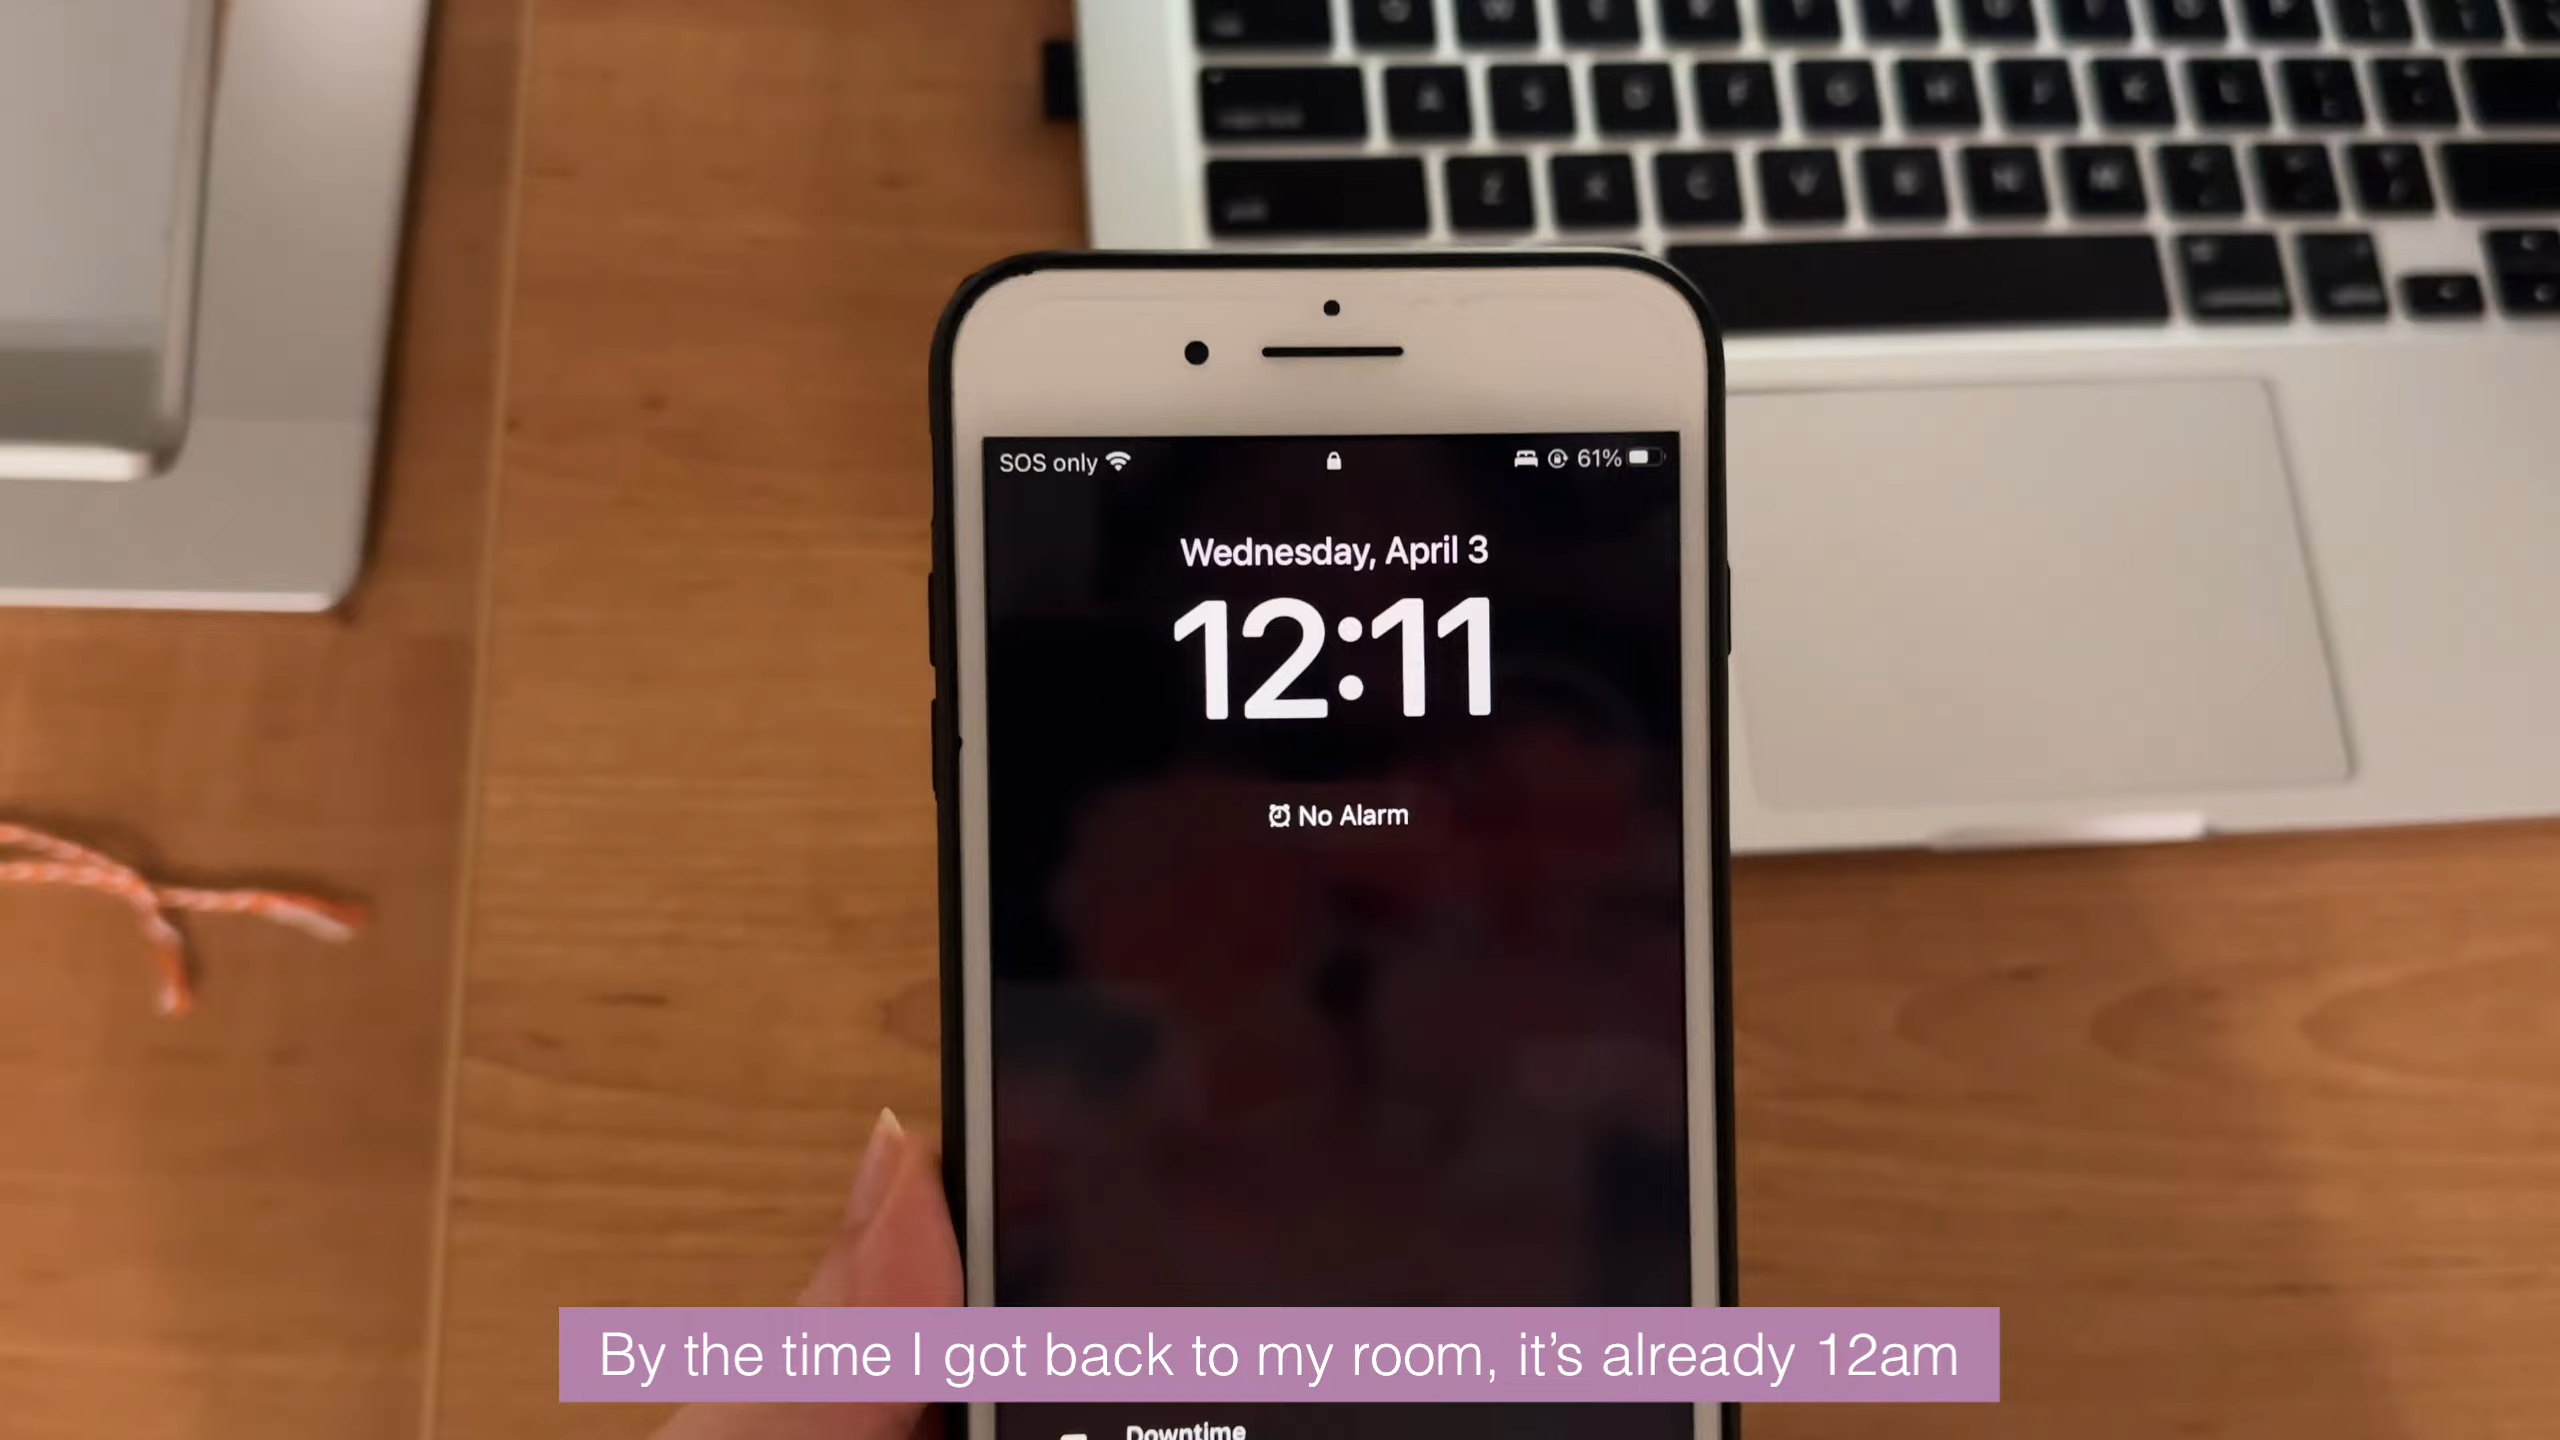 A S D F G H J K L
Z X C V B N M
SOS only 61%
Wednesday, April 3
12:11
No Alarm
By the time I got back to my room, it's already 12am
Downtime